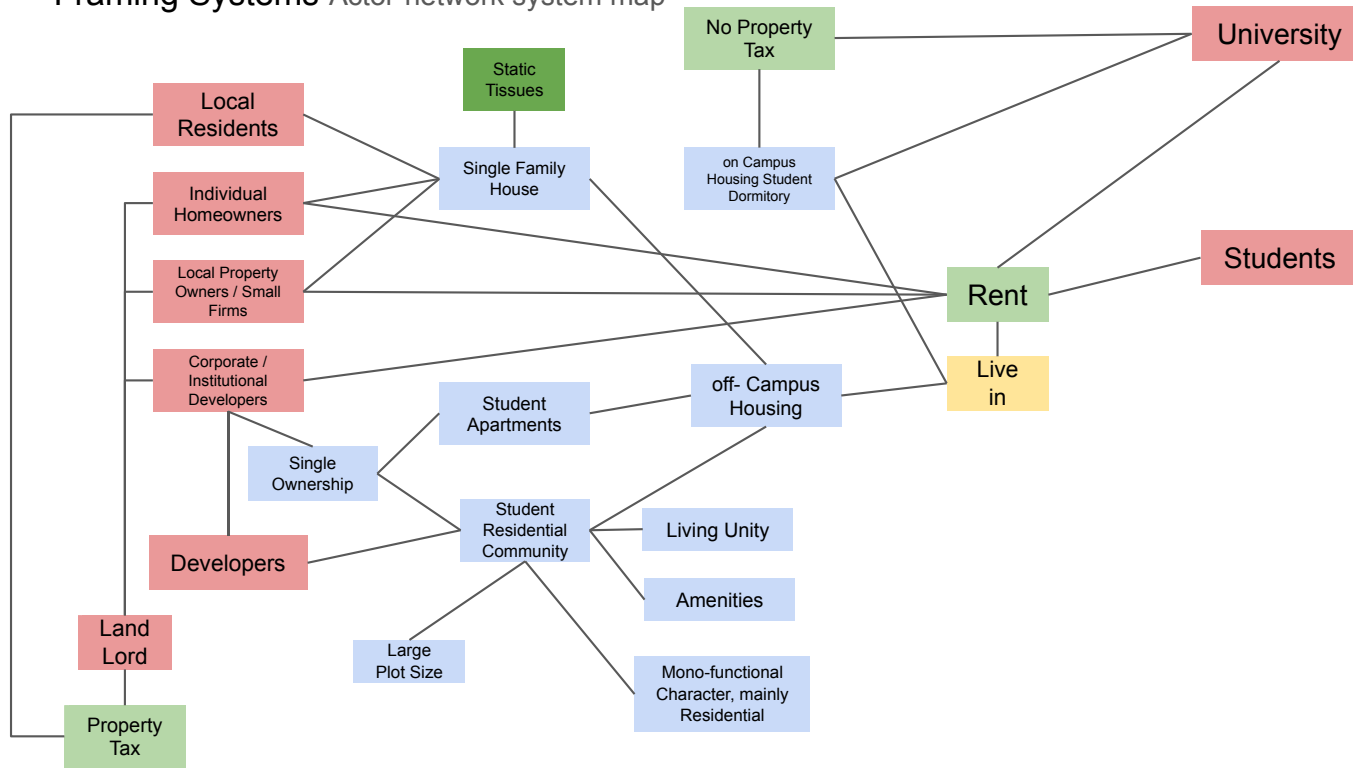 Framing Systems Actor-network system map
No Property
Tax
University
Static
Tissues
Local
Residents
Single Family
House
on Campus
Housing Student
Dormitory
Individual
Homeowners
Students
Local Property
Owners / Small
Firms
Rent
Corporate /
Institutional
Developers
Live
in
off- Campus
Housing
Student
Apartments
Single
Ownership
Student
Residential
Community
Living Unity
Developers
Amenities
Land
Lord
Large
Plot Size
Mono-functional
Character, mainly
Residential
Property
Tax